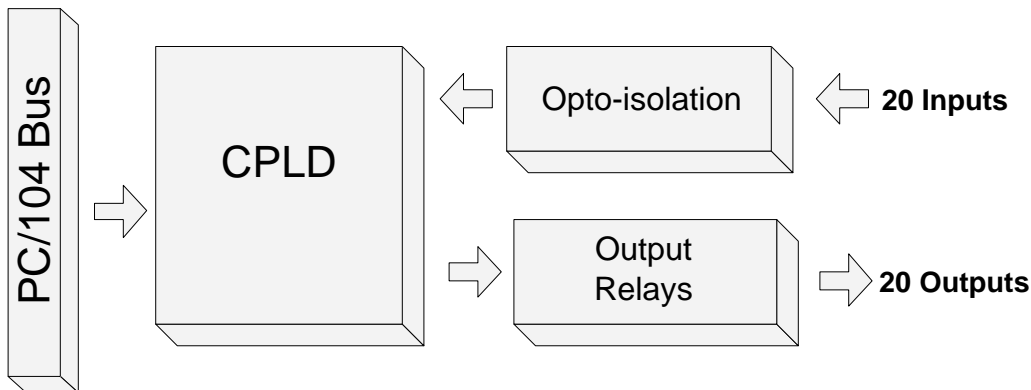 PC/104 Bus
CPLD
Opto-isolation
20 Inputs
Output
Relays
20 Outputs